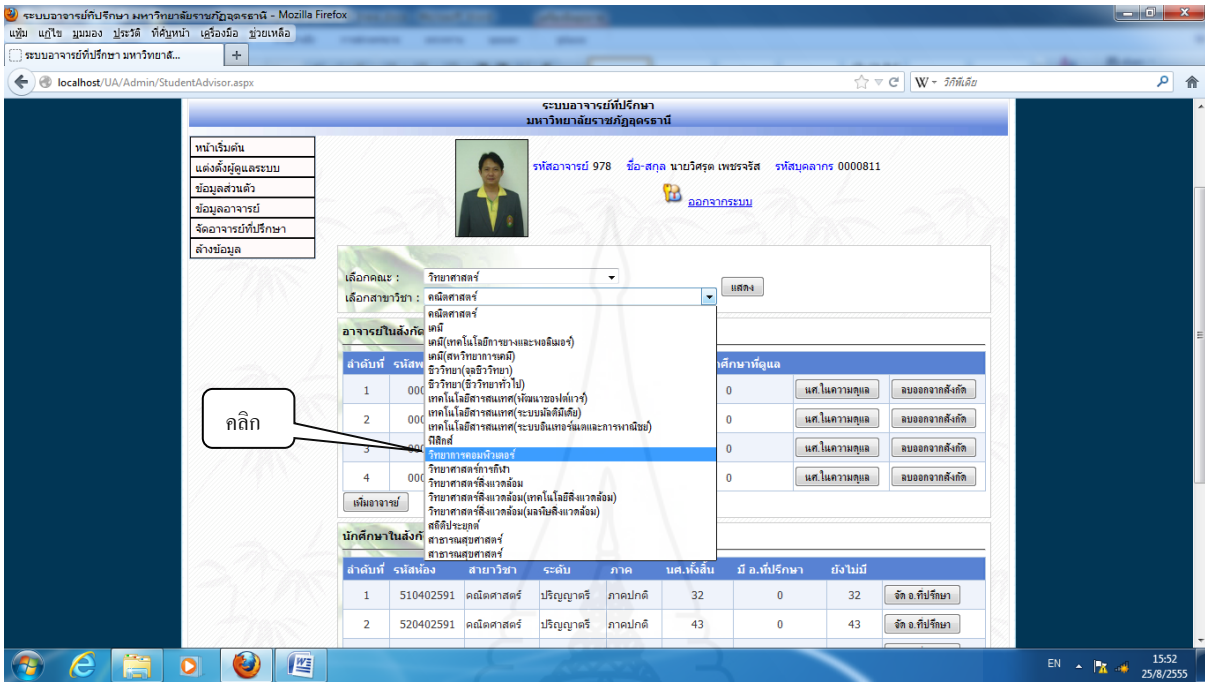 ระบบอาจารย์ที่ปรึกษา มหาวิทยาลัยราชภัฏอุดรธานี - Mozilla Firefox
แฟ้ม แก้ไข มุมมอง ประวัติ ที่คั่นหน้า เครื่องมือ ช่วยเหลือ
ระบบอาจารย์ที่ปรึกษา มหาวิทยาลั...
localhost/UA/Admin/StudentAdvisor.aspx
วิกิพีเดีย
ระบบอาจารย์ที่ปรึกษา
มหาวิทยาลัยราชภัฏอุดรธานี
หน้าเริ่มต้น
แต่งตั้งผู้ดูแลระบบ
ข้อมูลส่วนตัว
ข้อมูลอาจารย์
จัดอาจารย์ที่ปรึกษา
ล้างข้อมูล
รหัสอาจารย์ 978 ชื่อ-สกุล นายวิศรุต เพชรจรัส รหัสบุคลากร 0000811
ออกจากระบบ
เลือกคณะ : วิทยาศาสตร์
เลือกสาขาวิชา : คณิตศาสตร์
แสดง
คณิตศาสตร์
เคมี
เคมี(เทคโนโลยีการยางและพอลิเมอร์)
เคมี(สหวิทยาการเคมี)
ชีววิทยา(จุลชีววิทยา)
ชีววิทยา(ชีววิทยาทั่วไป)
เทคโนโลยีสารสนเทศ(พัฒนาซอฟต์แวร์)
เทคโนโลยีสารสนเทศ(ระบบมัลติมีเดีย)
เทคโนโลยีสารสนเทศ(ระบบอินเทอร์เนตและการพาณิชย์)
ฟิสิกส์
วิทยาการคอมพิวเตอร์
วิทยาศาสตร์การกีฬา
วิทยาศาสตร์สิ่งแวดล้อม
วิทยาศาสตร์สิ่งแวดล้อม(เทคโนโลยีสิ่งแวดล้อม)
วิทยาศาสตร์สิ่งแวดล้อม(มลพิษสิ่งแวดล้อม)
สถิติประยุกต์
สาธารณสุขศาสตร์
สาธารณสุขศาสตร์
คลิก
อาจารย์ในสังกัด
ลำดับที่ รหัสพ ศึกษาที่ดูแล
1 000 0 นศ.ในความดูแล ลบออกจากสังกัด
2 000 0 นศ.ในความดูแล ลบออกจากสังกัด
3 000 0 นศ.ในความดูแล ลบออกจากสังกัด
4 000 0 นศ.ในความดูแล ลบออกจากสังกัด
เพิ่มอาจารย์
นักศึกษาในสังกั
ลำดับที่ รหัสห้อง สาขาวิชา ระดับ ภาค นศ.ทั้งสิ้น มี อ.ที่ปรึกษา ยังไม่มี
1 510402591 คณิตศาสตร์ ปริญญาตรี ภาคปกติ 32 0 32 จัด อ.ที่ปรึกษา
2 520402591 คณิตศาสตร์ ปริญญาตรี ภาคปกติ 43 0 43 จัด อ.ที่ปรึกษา
EN
15:52
25/8/2555